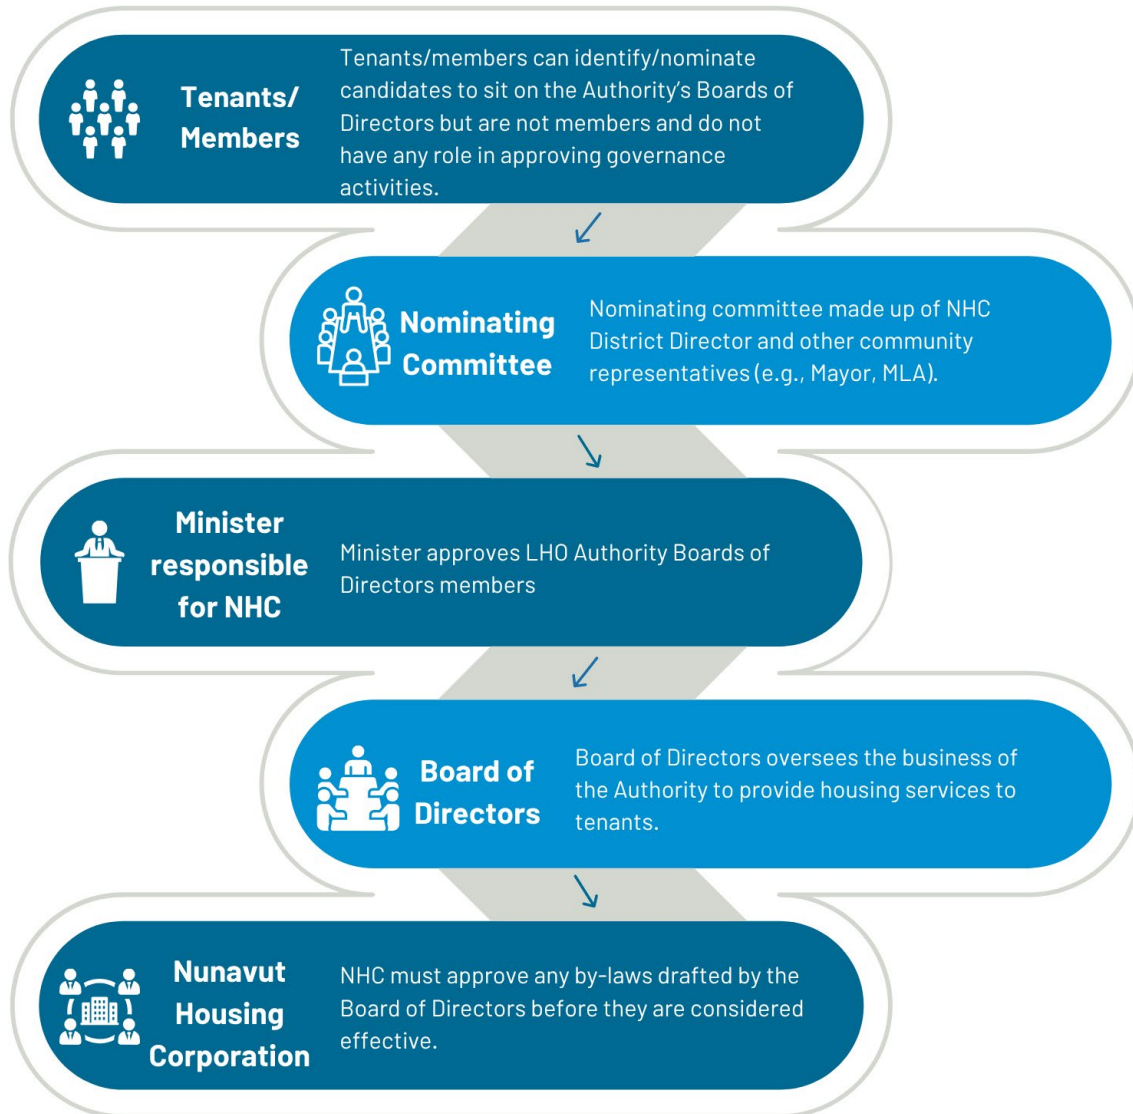 Tenants/
Members
Tenants/members can identify/nominate
candidates to sit on the Authority's Boards of
Directors but are not members and do not
have any role in approving governance
activities.
Nominating
Committee
Nominating committee made up of NHC
District Director and other community
representatives (e.g., Mayor, MLA).
Minister
responsible
for NHC
Minister approves LHO Authority Boards of
Directors members
Board of
Directors
Board of Directors oversees the business of
the Authority to provide housing services to
tenants.
Nunavut
Housing
Corporation
NHC must approve any by-laws drafted by the
Board of Directors before they are considered
effective.